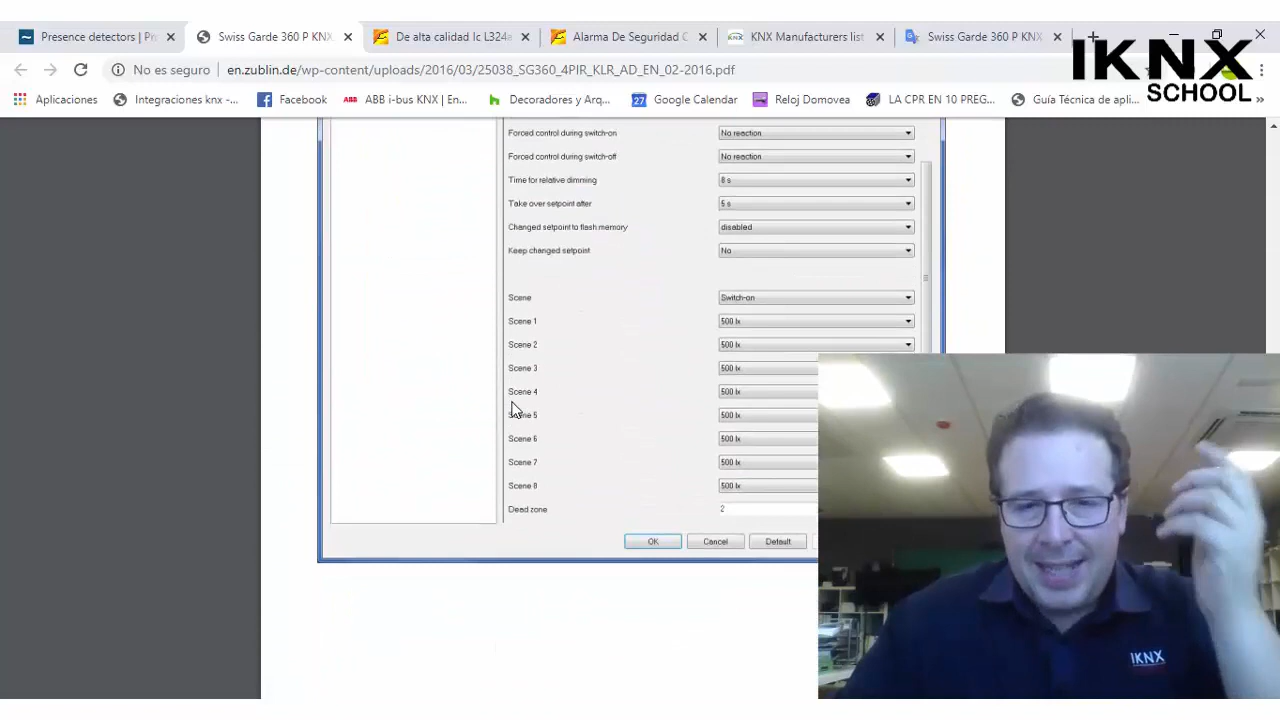 Presence detectors | Pr
Swiss Garde 360 P KNX
De alta calidad Ic L324a
Alarma De Seguridad C
KNX Manufacturers list
Swiss Garde 360 P KNX
No es seguro
en.zublin.de/wp-content/uploads/2016/03/25038_SG360_4PIR_KLR_AD_EN_02-2016.pdf
IKNX
SCHOOL
Aplicaciones
Integraciones knx -...
Facebook
ABB
ABB i-bus KNX | En...
Decoradores y Arq...
27
Google Calendar
Reloj Domovea
LA CPR EN 10 PREG...
Guía Técnica de apli...
»
Forced control during switch-on
No reaction
Forced control during switch-off
No reaction
Time for relative dimming
8 s
Take over setpoint after
5 s
Changed setpoint to flash memory
disabled
Keep changed setpoint
No
Scene
Switch-on
Scene 1
500 lx
Scene 2
500 lx
Scene 3
500 lx
Scene 4
500 lx
Scene 5
500 lx
Scene 6
500 lx
Scene 7
500 lx
Scene 8
500 lx
Dead zone
2
OK
Cancel
Default
IKNX